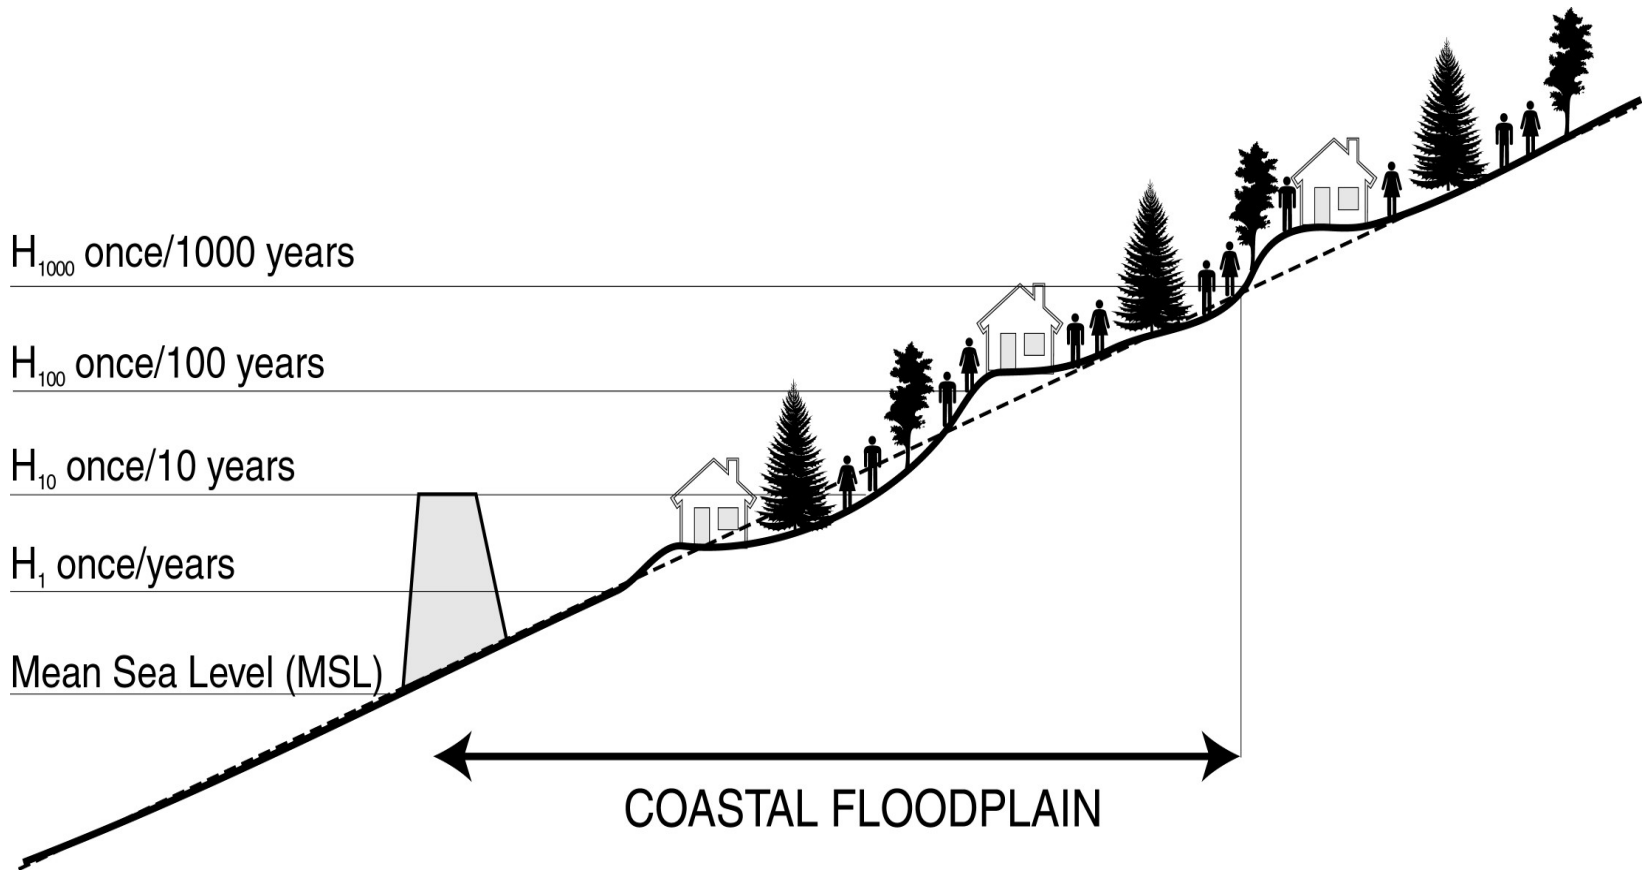 H₁₀₀₀ once/1000 years
H₁₀₀ once/100 years
H₁₀ once/10 years
H₁ once/years
Mean Sea Level (MSL)
COASTAL FLOODPLAIN